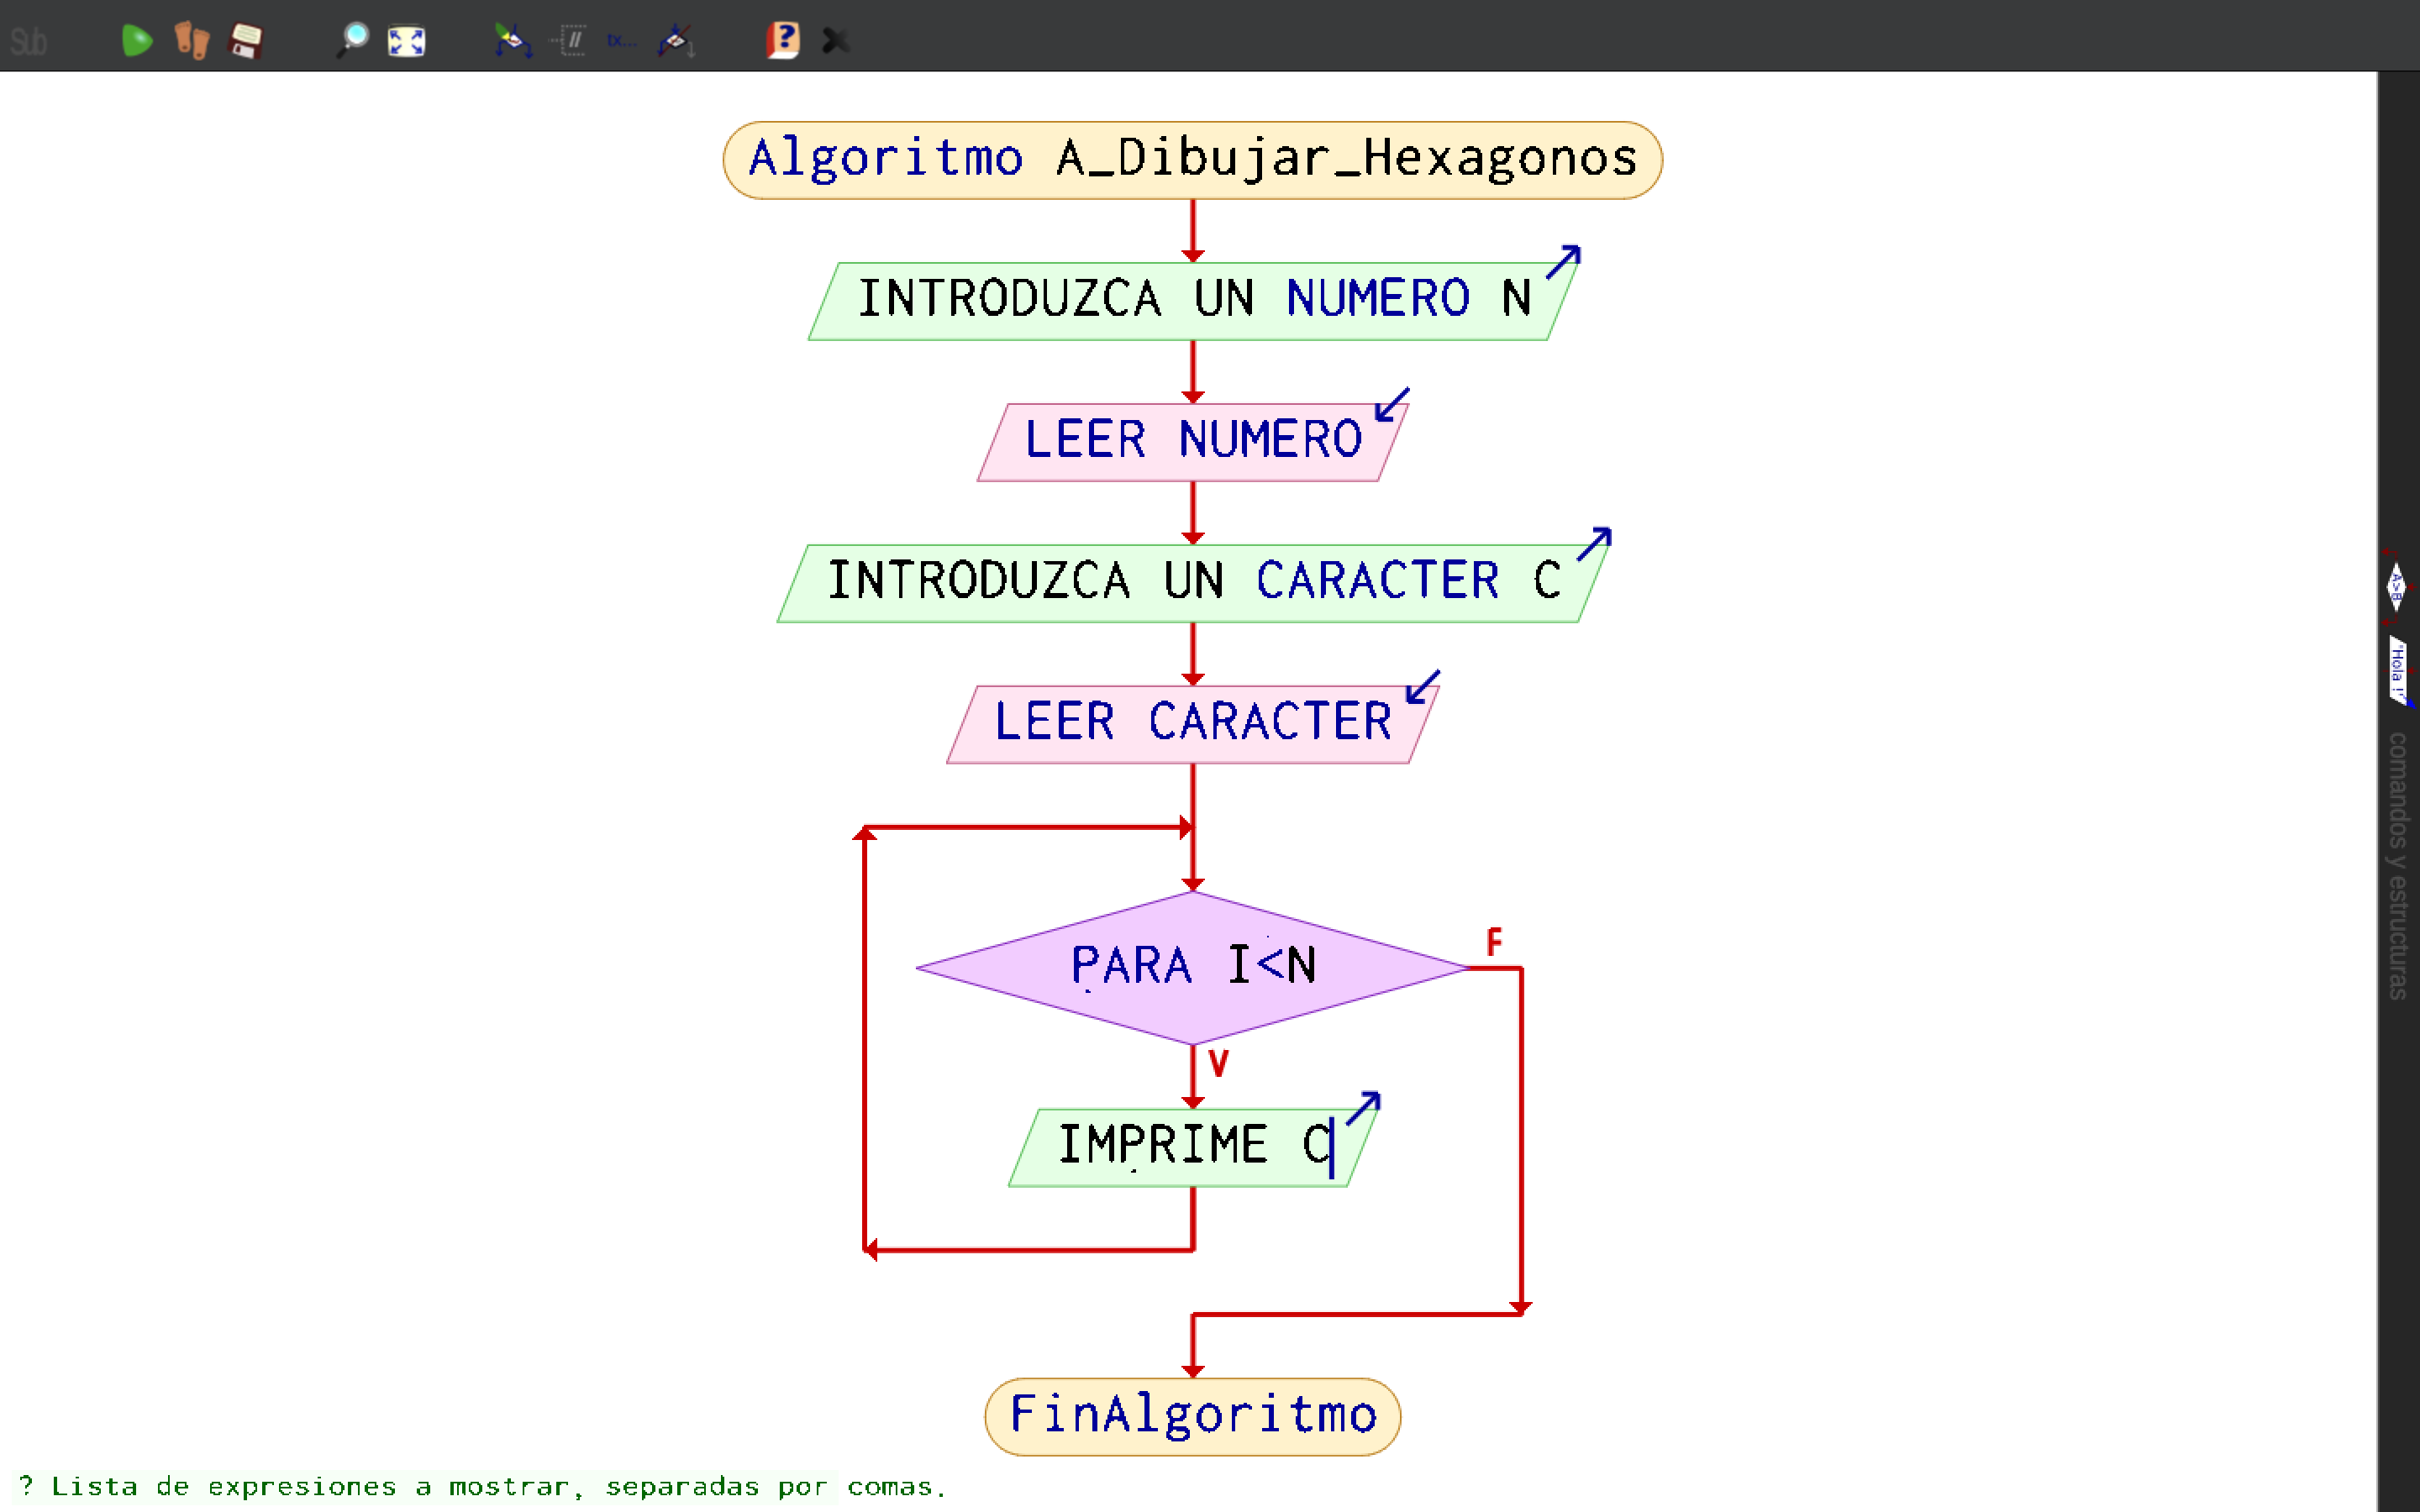 Sub
tx...
Algoritmo A_Dibujar_Hexagonos
INTRODUZCA UN NUMERO N
LEER NUMERO
INTRODUZCA UN CARACTER C
LEER CARACTER
PARA I<N
F
V
IMPRIME C
FinAlgoritmo
? Lista de expresiones a mostrar, separadas por comas.
A>B
"Hola !"
comandos y estructuras